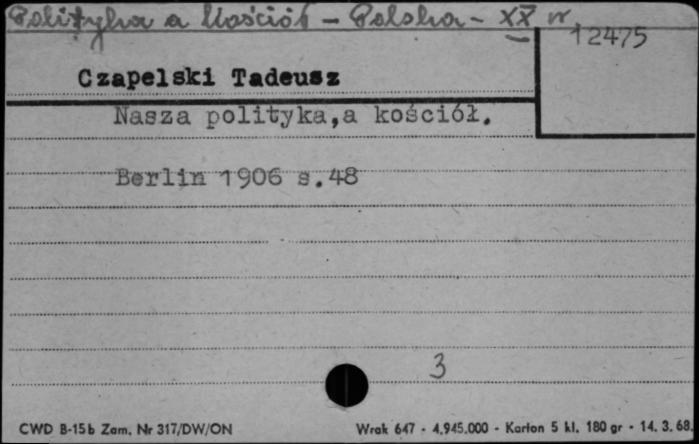 Polityka a Kościół - Polska - XX w.
12475
Czapelski Tadeusz
Nasza polityka,a kościół.
Berlin 1906 s.48
3
CWD B-15b Zam. Nr 317/DW/ON
Wrak 647 - 4.945.000 - Karton 5 kl. 180 gr - 14. 3. 68.